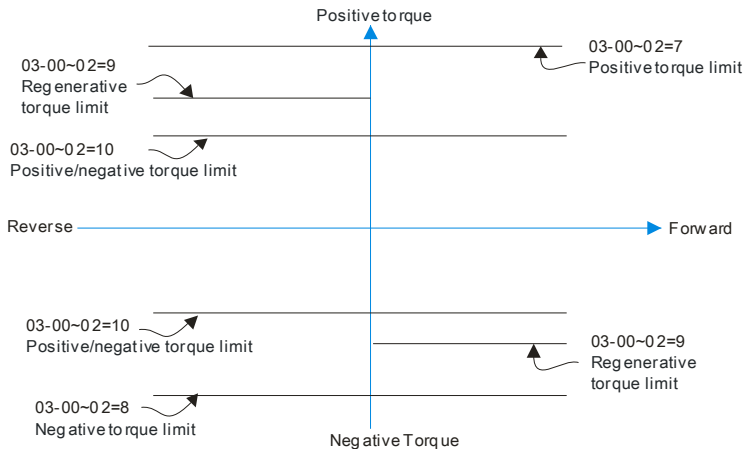 Positive torque
03-00~02=7
Positive torque limit
03-00~02=9
Regenerative
torque limit
03-00~02=10
Positive/negative torque limit
Reverse
Forward
03-00~02=10
Positive/negative torque limit
03-00~02=9
Regenerative
torque limit
03-00~02=8
Negative torque limit
Negative Torque